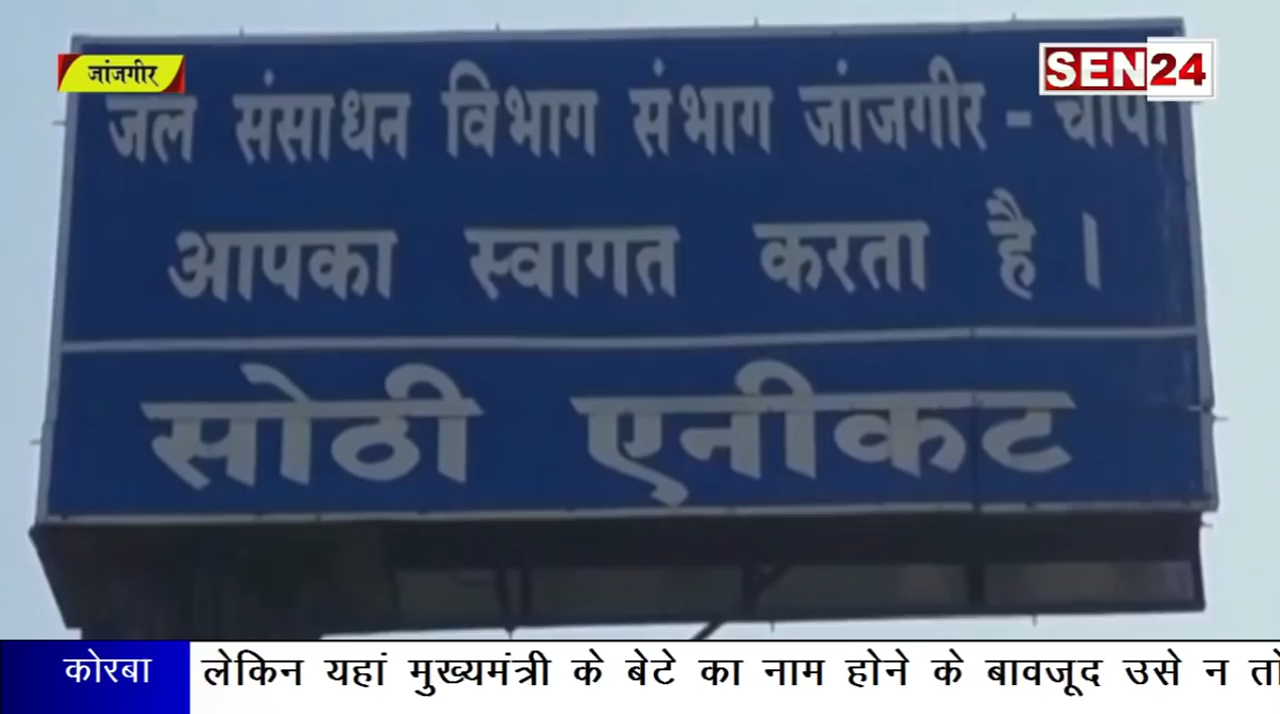 जांजगीर
SEN24
जल संसाधन विभाग संभाग जांजगीर - चांपा
आपका स्वागत करता है ।
सोठी एनीकट
कोरबा
लेकिन यहां मुख्यमंत्री के बेटे का नाम होने के बावजूद उसे न तो